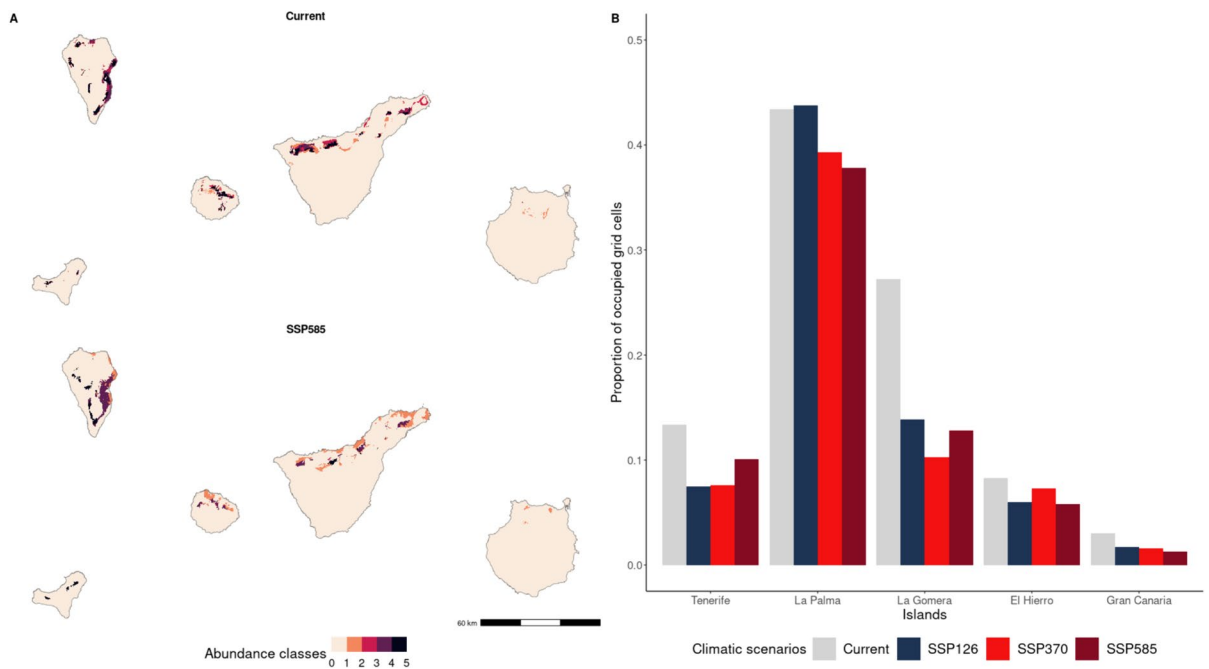 A
Current
SSP585
60 km
Abundance classes
0 1 2 3 4 5
B
Proportion of occupied grid cells
0.5
0.4
0.3
0.2
0.1
0.0
Tenerife La Palma La Gomera El Hierro Gran Canaria
Islands
Climatic scenarios Current SSP126 SSP370 SSP585